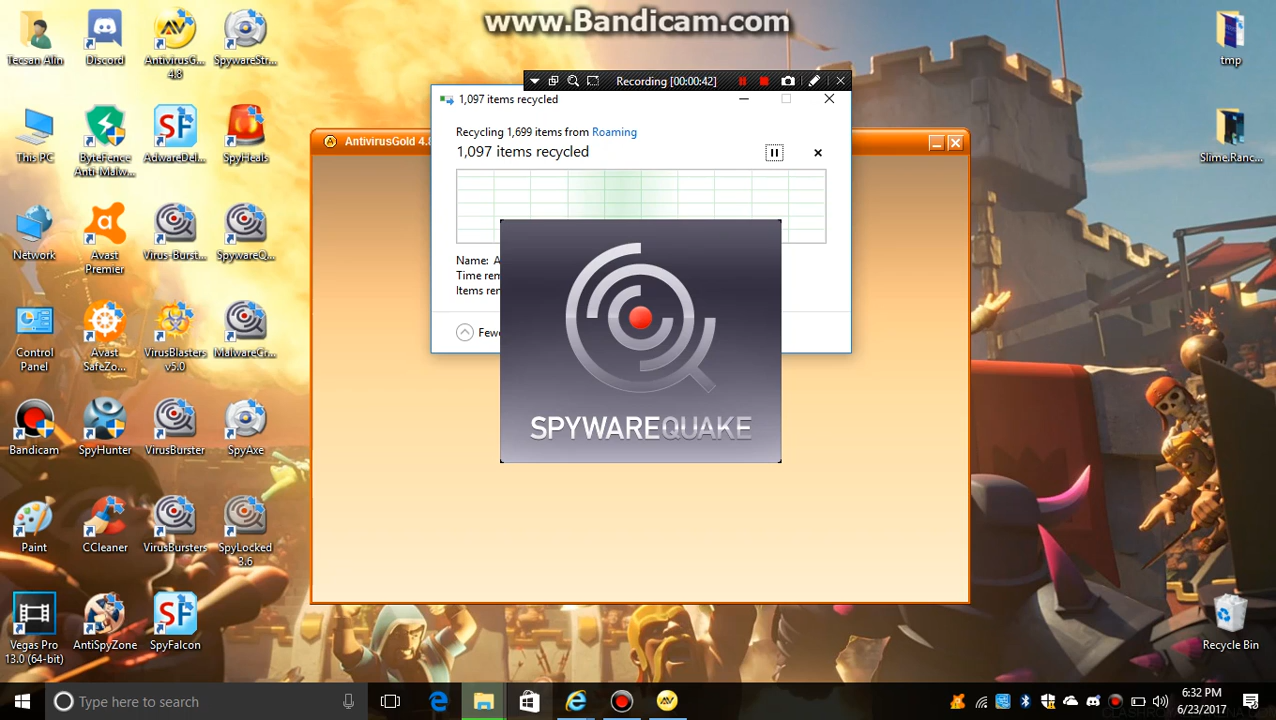 www.Bandicam.com
Recording [00:00:42]
1,097 items recycled
Recycling 1,699 items from Roaming
1,097 items recycled
Name: A
Time rem
Items rem
Fewe
AntivirusGold 4.8
SPYWAREQUAKE
Tecsan Alin
Discord
AntivirusG...
4.8
SpywareStr...
This PC
ByteFence
Anti-Malw...
AdwareDel...
SpyHeals
Network
Avast
Premier
Virus-Burst...
SpywareQ...
Control
Panel
Avast
SafeZo...
VirusBlasters
v5.0
MalwareGr...
Bandicam
SpyHunter
VirusBurster
SpyAxe
Paint
CCleaner
VirusBursters
SpyLocked
3.6
Vegas Pro
13.0 (64-bit)
AntiSpyZone
SpyFalcon
tmp
Slime.Ranc...
Recycle Bin
Type here to search
6:32 PM
6/23/2017